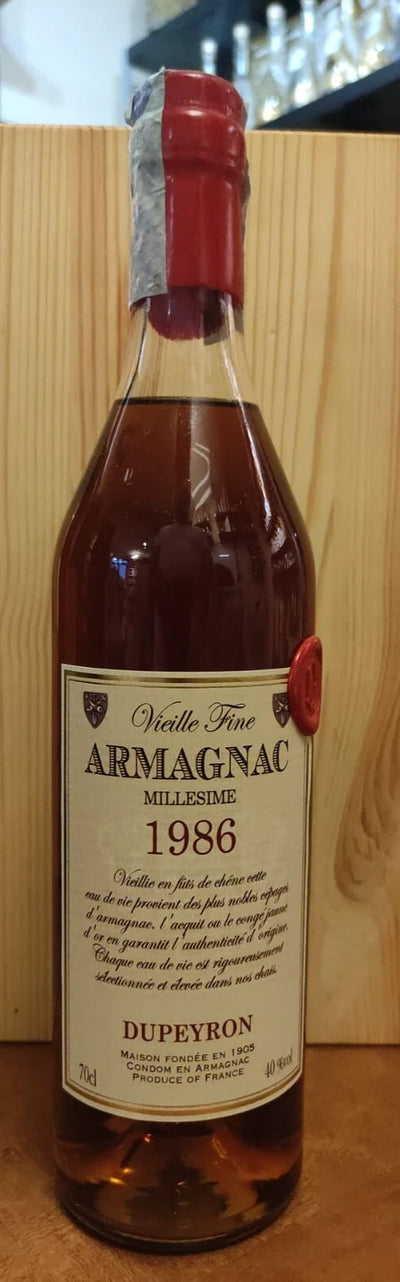 Vieille Fine
ARMAGNAC
MILLESIME
1986
Vieillie en fûts de chêne cette
eau de vie provient des plus nobles cépages
d'armagnac. l'acquit ou le congé jaune
d'or en garantit l'authenticité d'origine.
Chaque eau de vie est rigoureusement
sélectionnée et élevée dans nos chais.
DUPEYRON
MAISON FONDÉE EN 1905
CONDOM EN ARMAGNAC
PRODUCE OF FRANCE
70cl
40 %vol